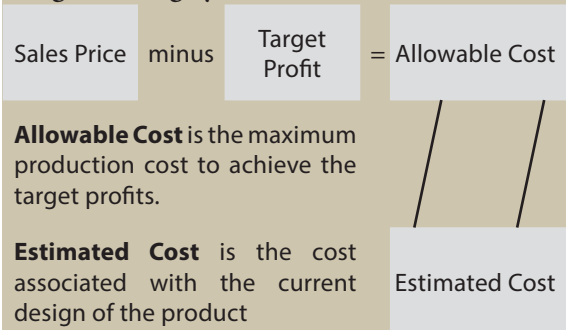 Sales Price minus Target Profit = Allowable Cost
Allowable Cost is the maximum
production cost to achieve the
target profits.
Estimated Cost is the cost
associated with the current
design of the product
Estimated Cost